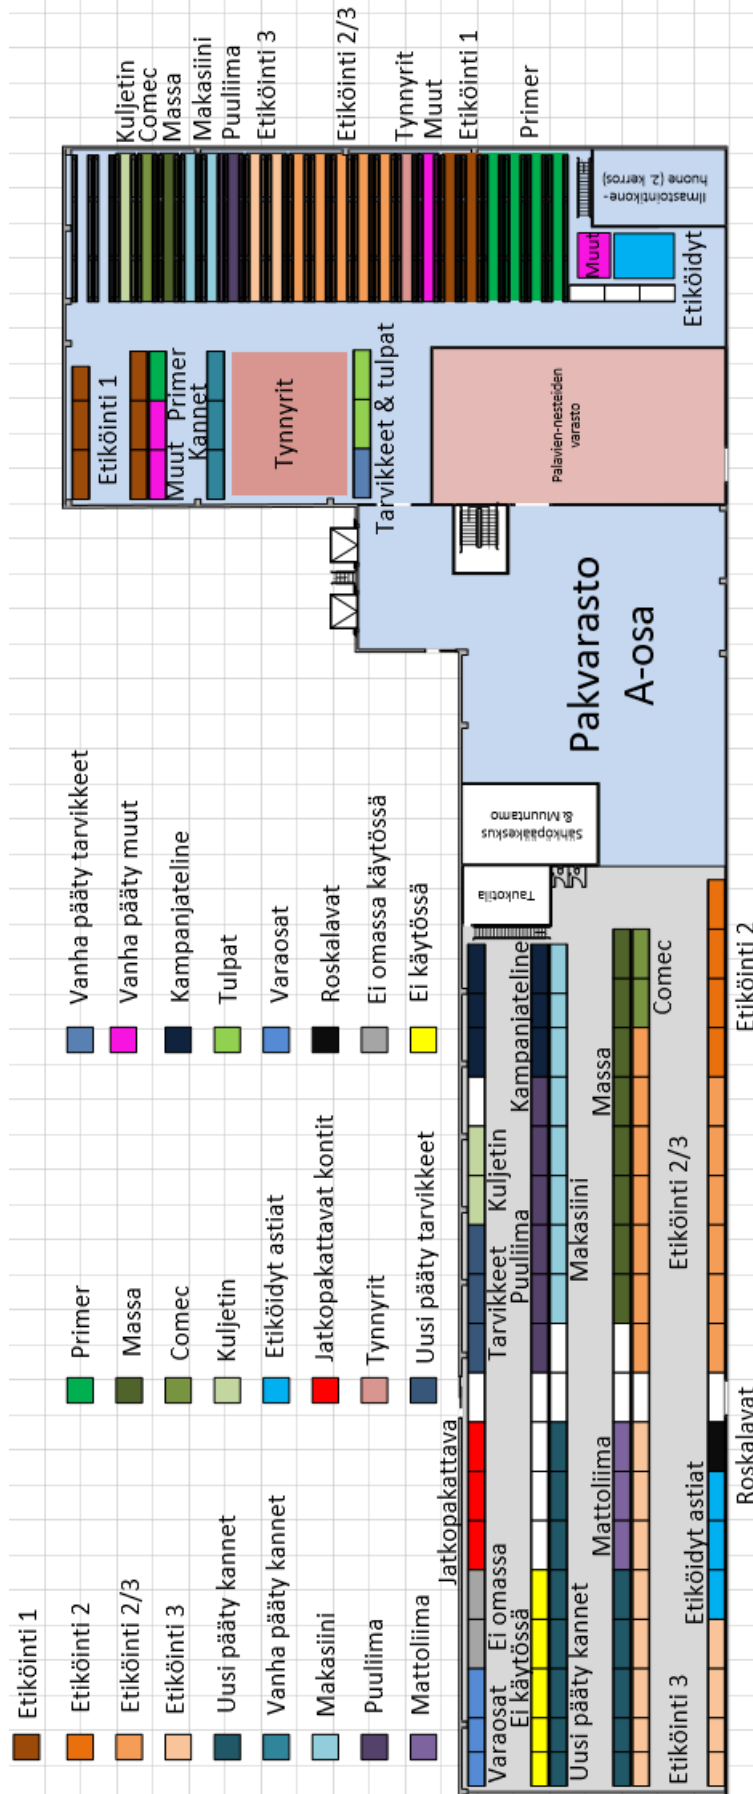 Kuljetin
Comec
Massa
Makasiini
Puuliima
Etiköinti 3
Etiköinti 2/3
Tynnyrit
Muut
Etiköinti 1
Primer
Ilmastointikone-
huone (2. kerros)
Muut
Etiköidyt
Etiköinti 1
Muut
Primer
Kannet
Tynnyrit
Tarvikkeet & tulpat
Palavien-nesteiden
varasto
Pakvarasto
A-osa
Sähköpääkeskus
& Muuntamo
Taukotila
Vanha pääty tarvikkeet
Vanha pääty muut
Kampanjateline
Tulpat
Varaosat
Roskalavat
Ei omassa käytössä
Ei käytössä
Primer
Massa
Comec
Kuljetin
Etiköidyt astiat
Jatkopakattavat kontit
Tynnyrit
Uusi pääty tarvikkeet
Etiköinti 1
Etiköinti 2
Etiköinti 2/3
Etiköinti 3
Uusi pääty kannet
Vanha pääty kannet
Makasiini
Puuliima
Mattoliima
Jatkopakattava
Varaosat
Ei omassa
Tarvikkeet
Kuljetin
Ei käytössä
Puuliima
Kampanjateline
Uusi pääty kannet
Makasiini
Mattoliima
Massa
Etiköinti 3
Etiköidyt astiat
Etiköinti 2/3
Comec
Roskalavat
Etiköinti 2